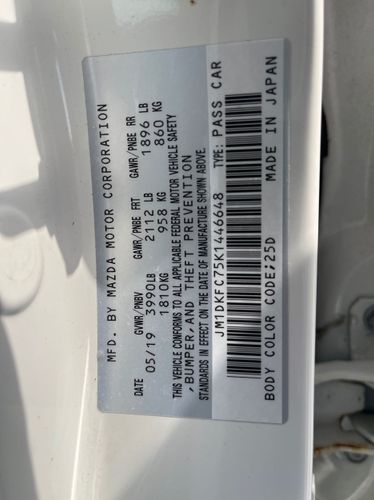 MFD. BY MAZDA MOTOR CORPORATION
DATE GVWR/PNBV GAWR/PNBE FRT GAWR/PNBE RR
05/19 3990LB 2112 LB 1896 LB
1810KG 958 KG 860 KG
THIS VEHICLE CONFORMS TO ALL APPLICABLE FEDERAL MOTOR VEHICLE SAFETY
,BUMPER,AND THEFT PREVENTION
STANDARDS IN EFFECT ON THE DATE OF MANUFACTURE SHOWN ABOVE.
JM1DKFC75K1446648 TYPE: PASS CAR
BODY COLOR CODE:25D MADE IN JAPAN